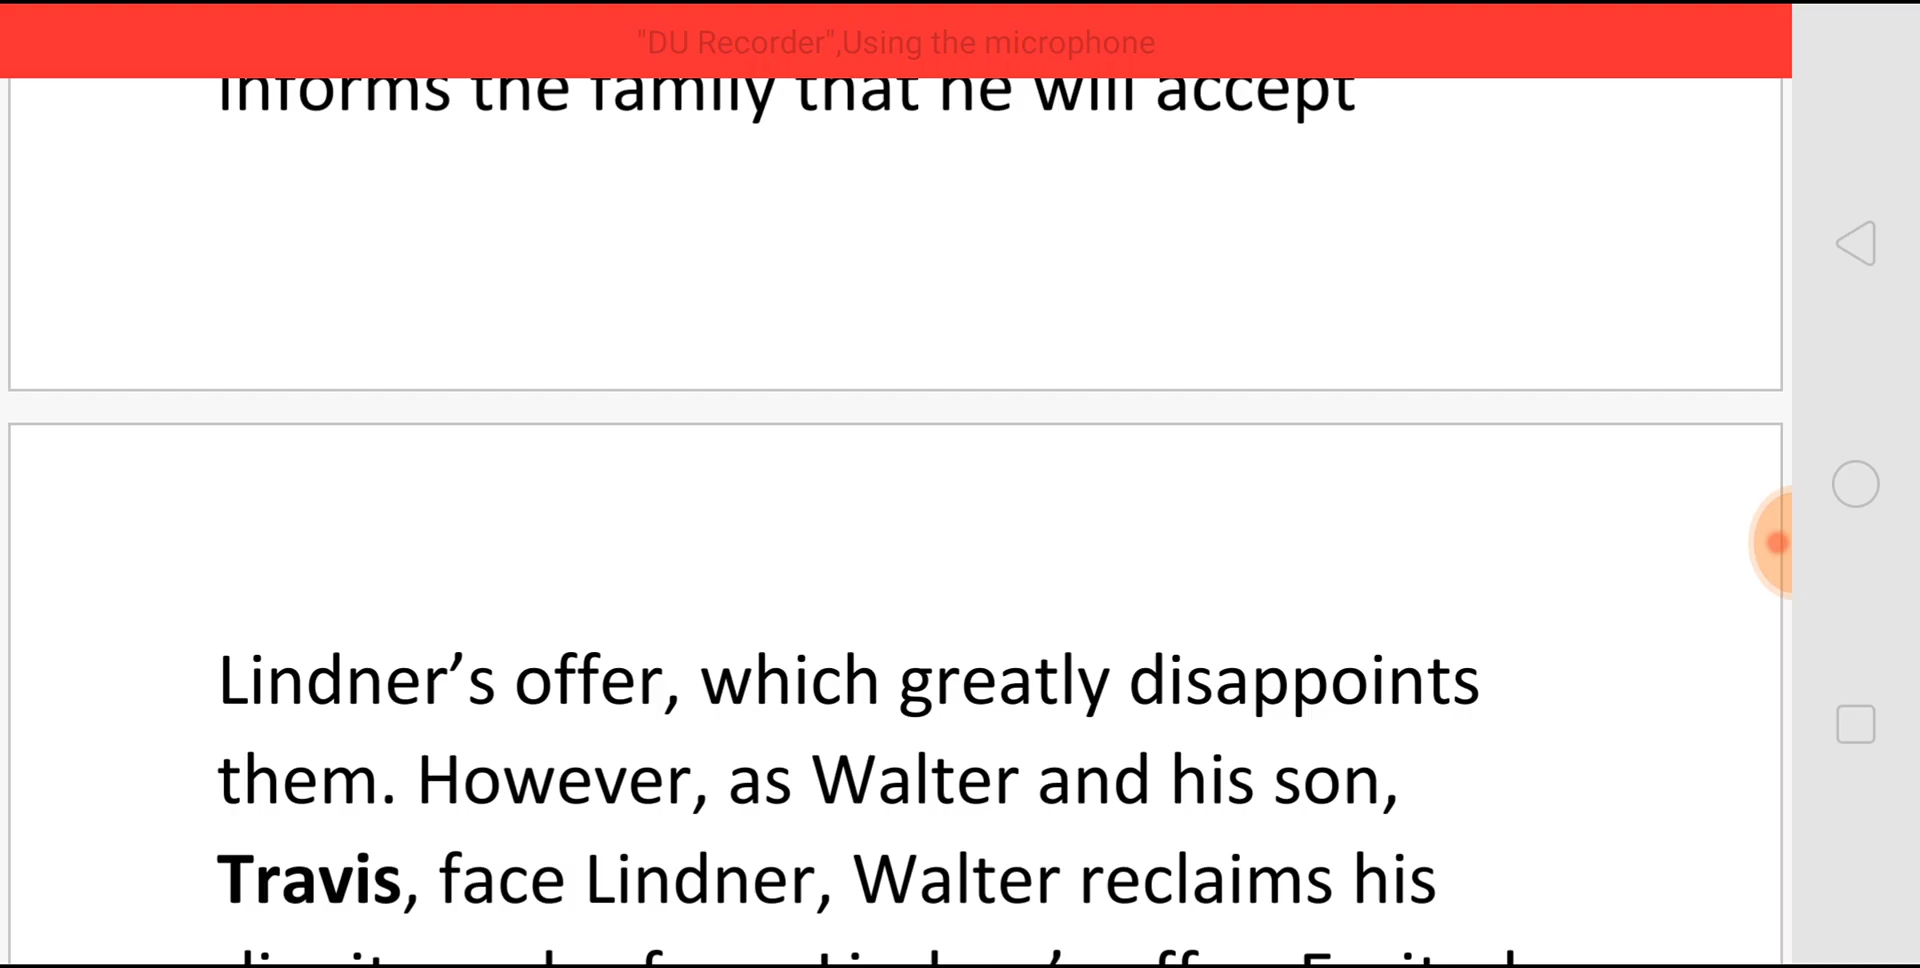 "DU Recorder",Using the microphone
informs the family that he will accept
Lindner’s offer, which greatly disappoints
them. However, as Walter and his son,
Travis, face Lindner, Walter reclaims his